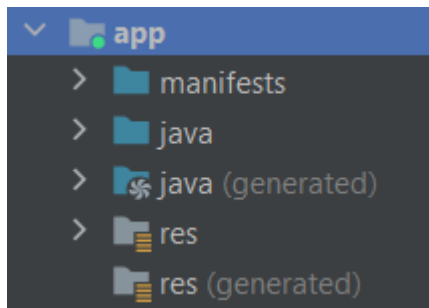 app
manifests
java
java (generated)
res
res (generated)